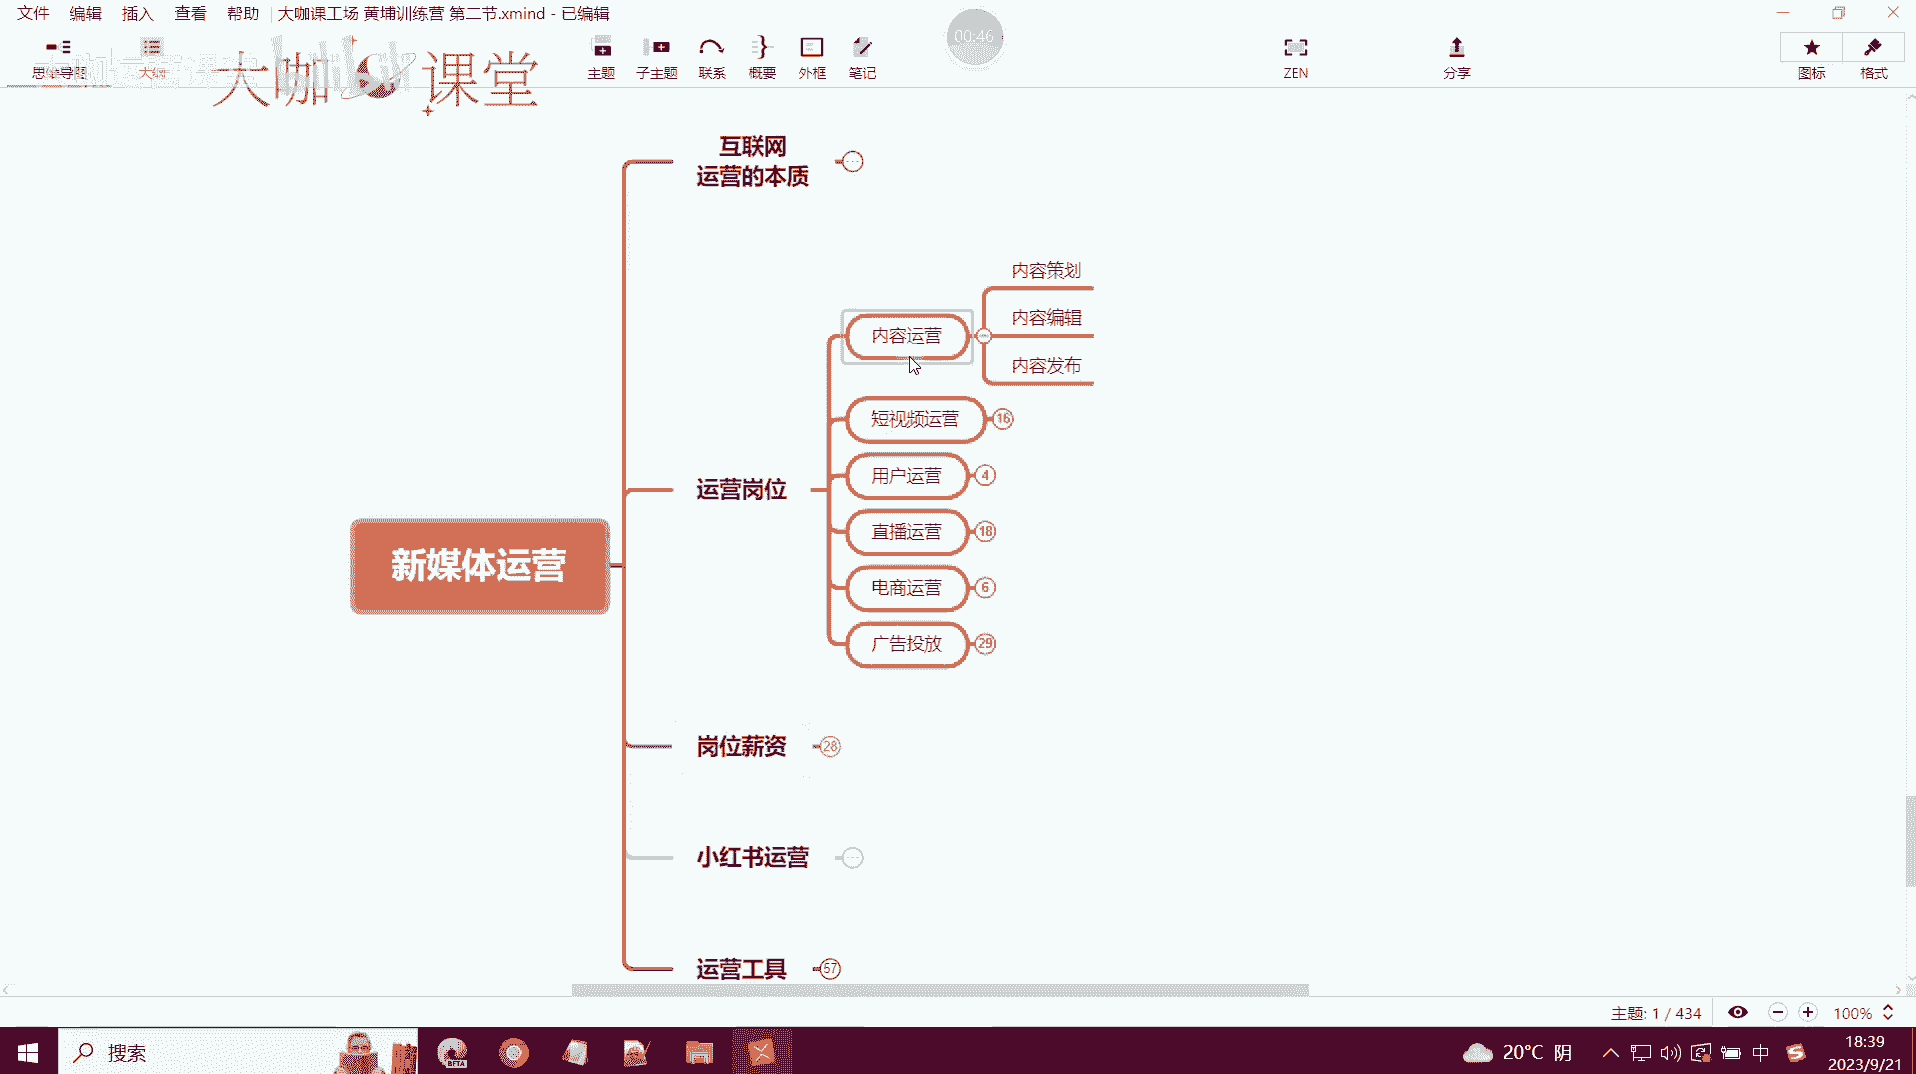 文件 编辑 插入 查看 帮助 大咖课工场 黄埔训练营 第二节.xmind - 已编辑
00:46
思维导图 大纲 主题 子主题 联系 概要 外框 笔记 ZEN 分享 图标 格式
大咖 课堂
互联网
运营的本质
内容策划
内容编辑
内容发布
内容运营
短视频运营 16
用户运营 4
运营岗位
直播运营 18
电商运营 6
广告投放 29
新媒体运营
岗位薪资 28
小红书运营
运营工具 57
主题: 1 / 434 100%
搜索 BETA 20°C 阴 中 18:39
2023/9/21